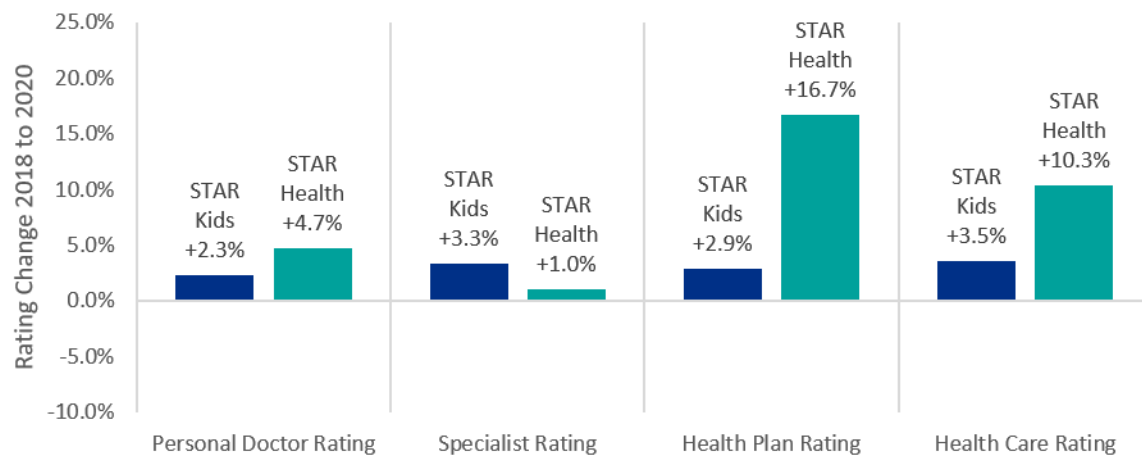 Rating Change 2018 to 2020
25.0%
20.0%
15.0%
10.0%
5.0%
0.0%
-5.0%
-10.0%
STAR
Kids
+2.3%
STAR
Health
+4.7%
STAR
Kids
+3.3%
STAR
Health
+1.0%
STAR
Kids
+2.9%
STAR
Health
+16.7%
STAR
Kids
+3.5%
STAR
Health
+10.3%
Personal Doctor Rating
Specialist Rating
Health Plan Rating
Health Care Rating